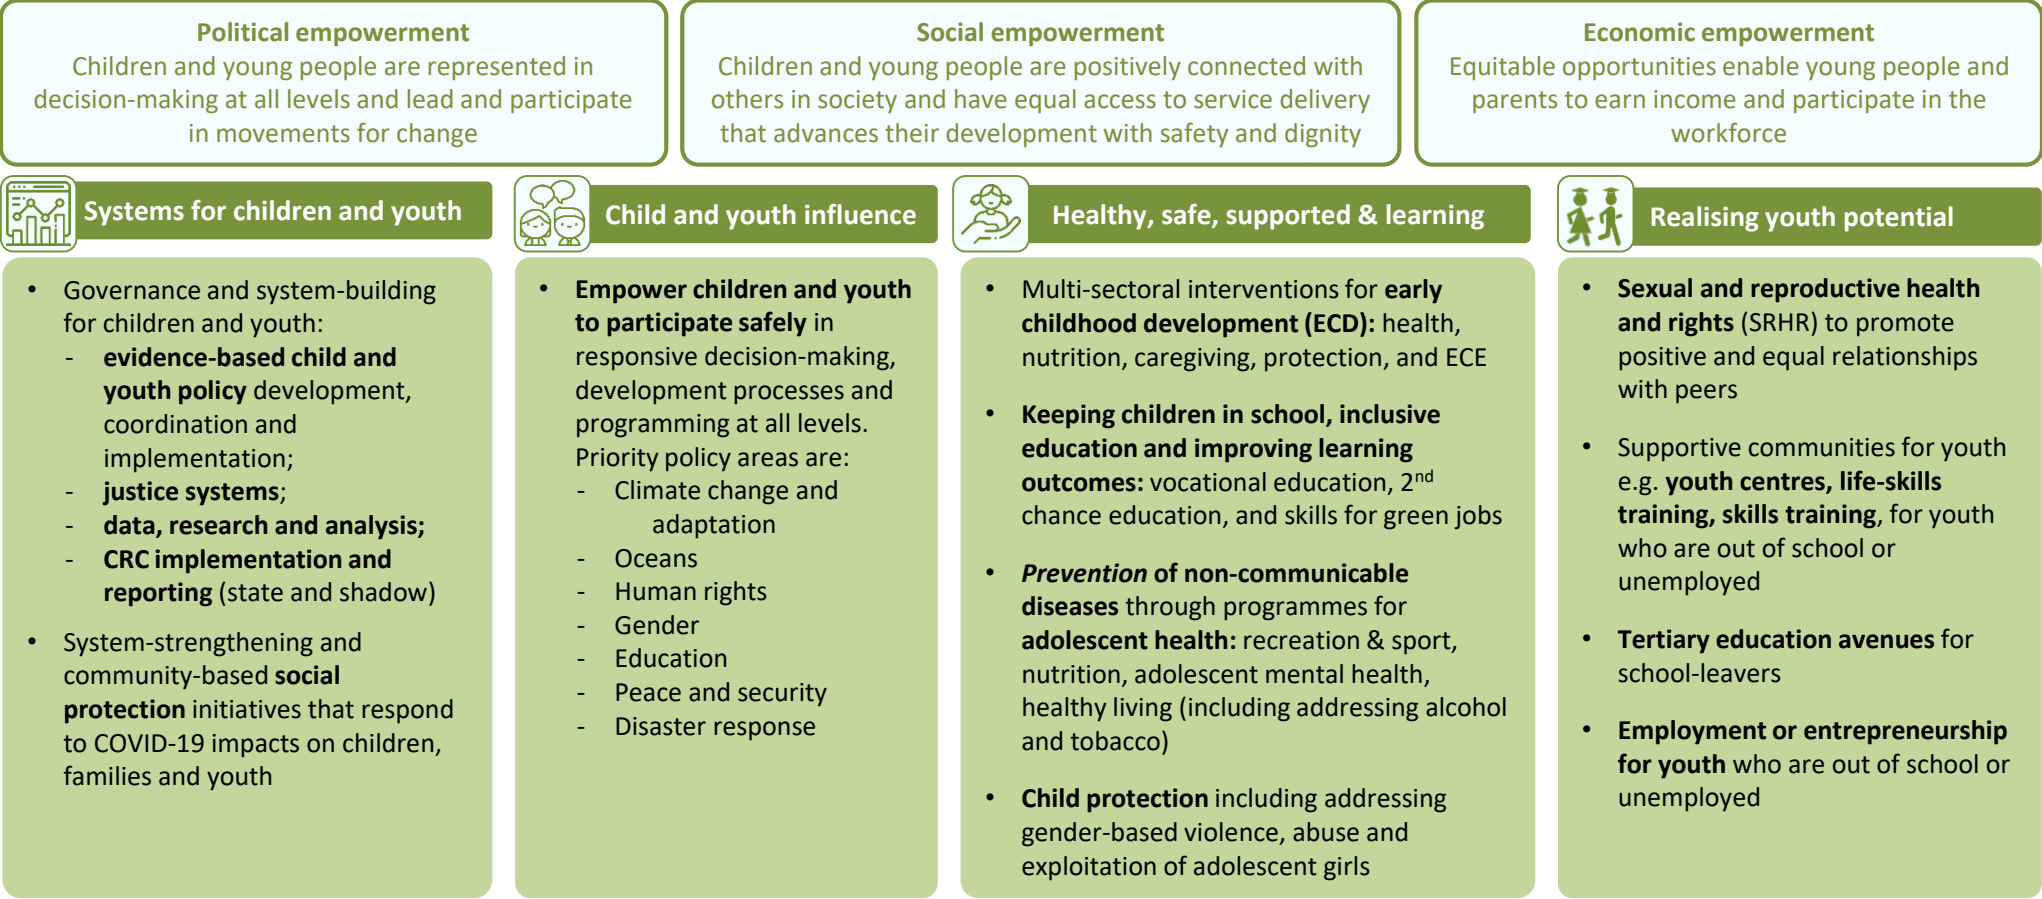 Political empowerment
Children and young people are represented in
decision-making at all levels and lead and participate
in movements for change
Social empowerment
Children and young people are positively connected with
others in society and have equal access to service delivery
that advances their development with safety and dignity
Economic empowerment
Equitable opportunities enable young people and
parents to earn income and participate in the
workforce
Systems for children and youth
• Governance and system-building
for children and youth:
- evidence-based child and
youth policy development,
coordination and
implementation;
- justice systems;
- data, research and analysis;
- CRC implementation and
reporting (state and shadow)
• System-strengthening and
community-based social
protection initiatives that respond
to COVID-19 impacts on children,
families and youth
Child and youth influence
• Empower children and youth
to participate safely in
responsive decision-making,
development processes and
programming at all levels.
Priority policy areas are:
- Climate change and
adaptation
- Oceans
- Human rights
- Gender
- Education
- Peace and security
- Disaster response
Healthy, safe, supported & learning
• Multi-sectoral interventions for early
childhood development (ECD): health,
nutrition, caregiving, protection, and ECE
• Keeping children in school, inclusive
education and improving learning
outcomes: vocational education, 2nd
chance education, and skills for green jobs
• Prevention of non-communicable
diseases through programmes for
adolescent health: recreation & sport,
nutrition, adolescent mental health,
healthy living (including addressing alcohol
and tobacco)
• Child protection including addressing
gender-based violence, abuse and
exploitation of adolescent girls
Realising youth potential
• Sexual and reproductive health
and rights (SRHR) to promote
positive and equal relationships
with peers
• Supportive communities for youth
e.g. youth centres, life-skills
training, skills training, for youth
who are out of school or
unemployed
• Tertiary education avenues for
school-leavers
• Employment or entrepreneurship
for youth who are out of school or
unemployed